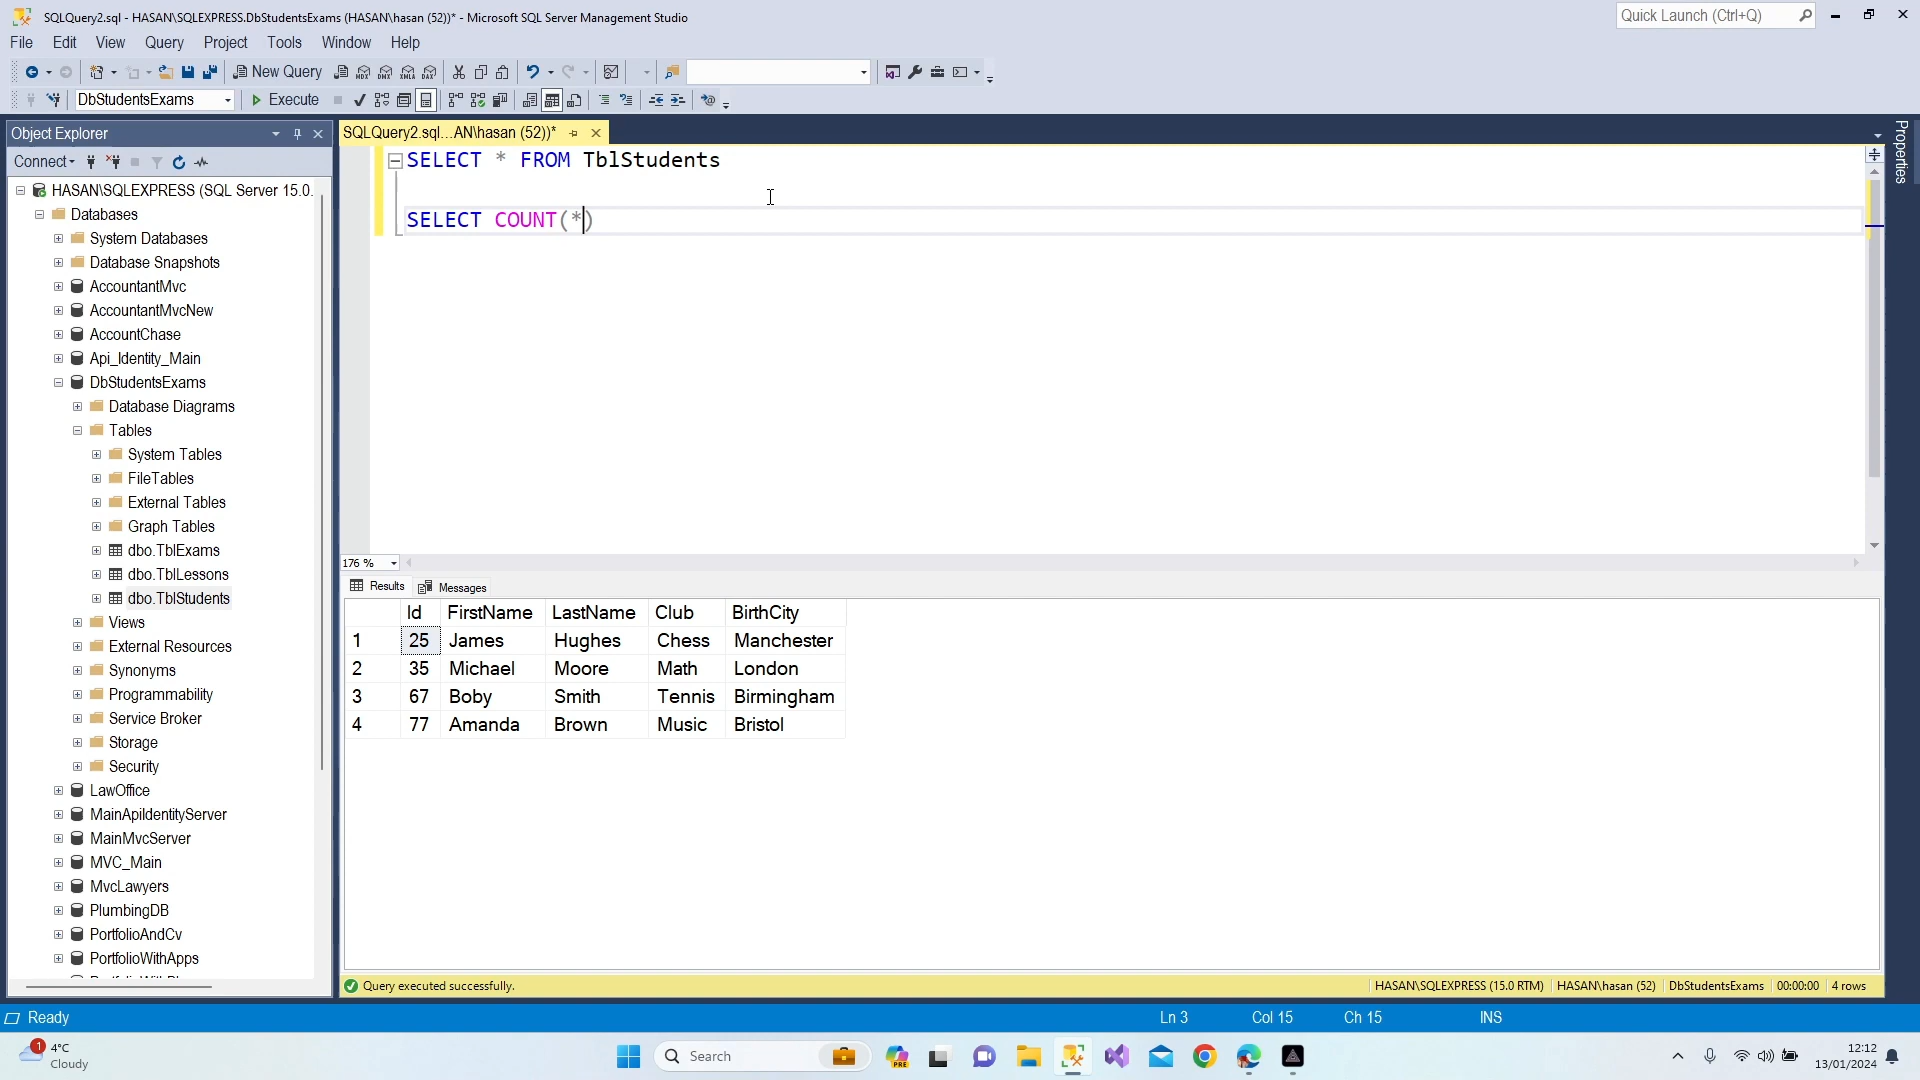 SQLQuery2.sql - HASAN\SQLEXPRESS.DbStudentsExams (HASAN\hasan (52))* - Microsoft SQL Server Management Studio
Quick Launch (Ctrl+Q)
File Edit View Query Project Tools Window Help
New Query
DbStudentsExams
Execute
Object Explorer
SQLQuery2.sql...AN\hasan (52))*
Properties
Connect
HASAN\SQLEXPRESS (SQL Server 15.0.
Databases
System Databases
Database Snapshots
AccountantMvc
AccountantMvcNew
AccountChase
Api_Identity_Main
DbStudentsExams
Database Diagrams
Tables
System Tables
FileTables
External Tables
Graph Tables
dbo.TblExams
dbo.TblLessons
dbo.TblStudents
Views
External Resources
Synonyms
Programmability
Service Broker
Storage
Security
LawOffice
MainApiIdentityServer
MainMvcServer
MVC_Main
MvcLawyers
PlumbingDB
PortfolioAndCv
PortfolioWithApps
SELECT * FROM TblStudents
SELECT COUNT(*)
176 %
Results Messages
Id FirstName LastName Club BirthCity
1 25 James Hughes Chess Manchester
2 35 Michael Moore Math London
3 67 Boby Smith Tennis Birmingham
4 77 Amanda Brown Music Bristol
Query executed successfully.
HASAN\SQLEXPRESS (15.0 RTM) HASAN\hasan (52) DbStudentsExams 00:00:00 4 rows
Ready
Ln 3 Col 15 Ch 15 INS
1
4°C
Cloudy
Search
PRE
12:12
13/01/2024